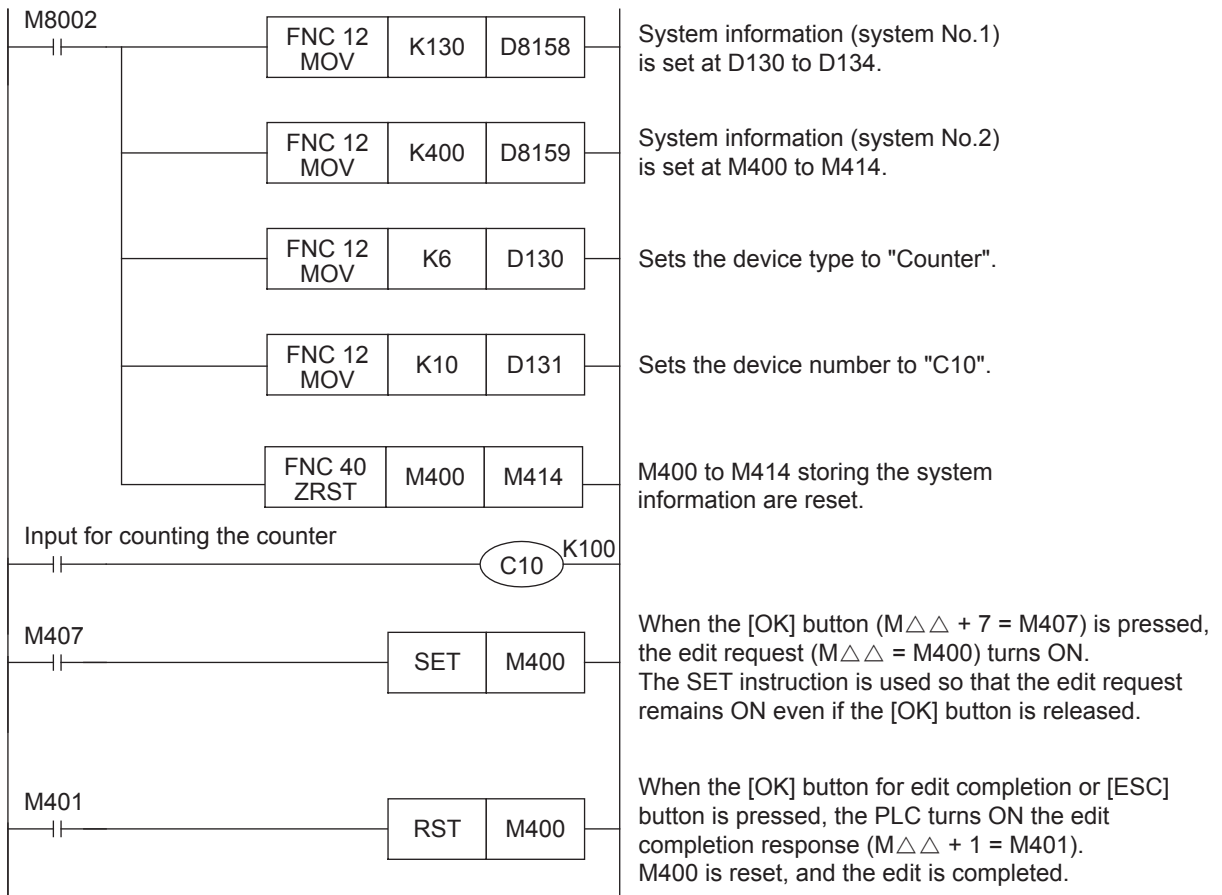 M8002
FNC 12
MOV
K130
D8158
System information (system No.1)
is set at D130 to D134.
FNC 12
MOV
K400
D8159
System information (system No.2)
is set at M400 to M414.
FNC 12
MOV
K6
D130
Sets the device type to "Counter".
FNC 12
MOV
K10
D131
Sets the device number to "C10".
FNC 40
ZRST
M400
M414
M400 to M414 storing the system
information are reset.
Input for counting the counter
C10
K100
M407
SET
M400
When the [OK] button (M△△ + 7 = M407) is pressed,
the edit request (M△△ = M400) turns ON.
The SET instruction is used so that the edit request
remains ON even if the [OK] button is released.
M401
RST
M400
When the [OK] button for edit completion or [ESC]
button is pressed, the PLC turns ON the edit
completion response (M△△ + 1 = M401).
M400 is reset, and the edit is completed.